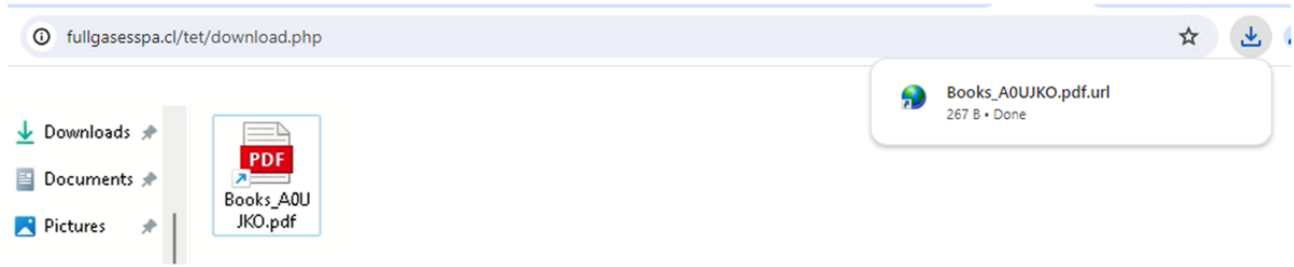 fullgasesspa.cl/tet/download.php
Books_A0UJKO.pdf.url
267 B • Done
Downloads
Documents
Pictures
PDF
Books_A0U
JKO.pdf